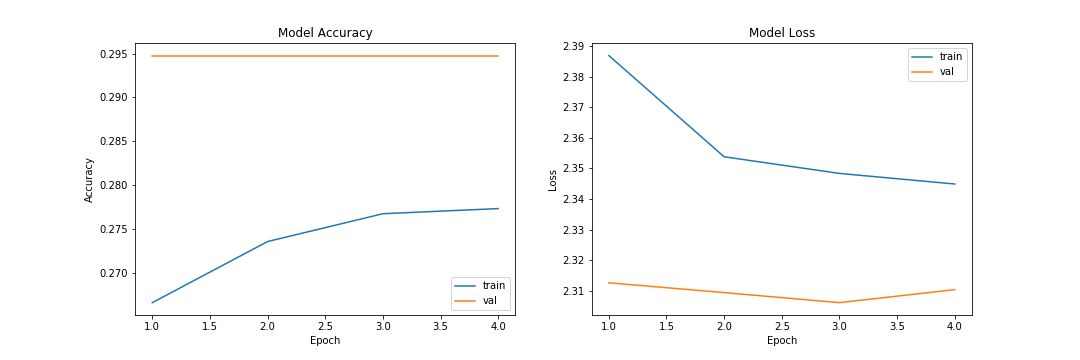 Model Accuracy
0.295
0.290
0.285
0.280
0.275
0.270
Accuracy
1.0 1.5 2.0 2.5 3.0 3.5 4.0
Epoch
train
val
Model Loss
2.39
2.38
2.37
2.36
2.35
2.34
2.33
2.32
2.31
Loss
1.0 1.5 2.0 2.5 3.0 3.5 4.0
Epoch
train
val